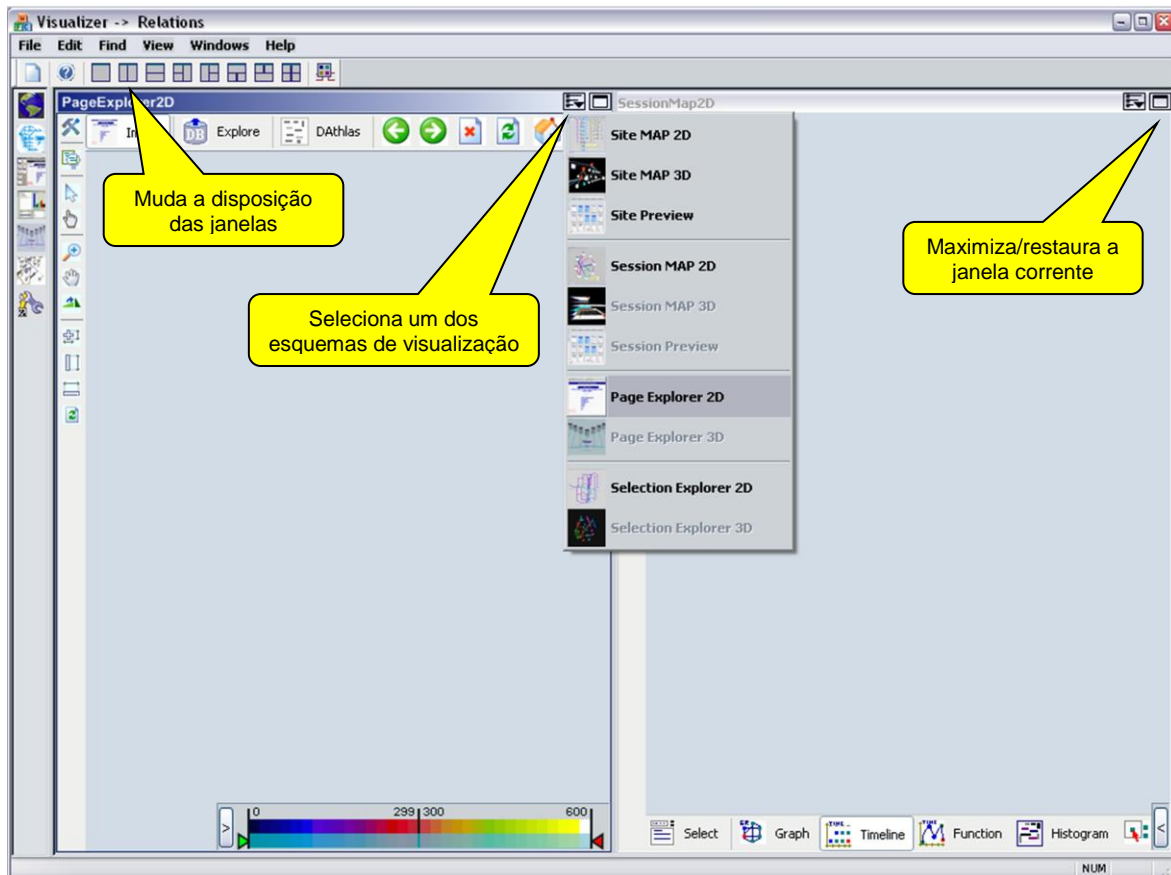 Visualizer -> Relations
File Edit Find View Windows Help
PageExplorer2D
SessionMap2D
DB Explore DAthlas
Site MAP 2D
Site MAP 3D
Site Preview
Session MAP 2D
Session MAP 3D
Session Preview
Page Explorer 2D
Page Explorer 3D
Selection Explorer 2D
Selection Explorer 3D
Muda a disposição
das janelas
Seleciona um dos
esquemas de visualização
Maximiza/restaura a
janela corrente
0 299 300 600
> Select Graph Timeline Function Histogram <
NUM